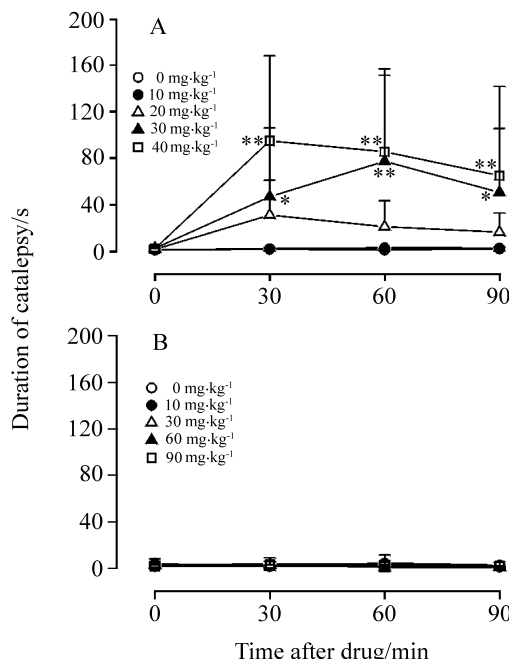 Duration of catalepsy/s
200
A
160
0 mg·kg⁻¹
10 mg·kg⁻¹
120
20 mg·kg⁻¹
30 mg·kg⁻¹
40 mg·kg⁻¹
80
40
0
** ** **
* ** *
0 30 60 90
200
B
160
0 mg·kg⁻¹
10 mg·kg⁻¹
30 mg·kg⁻¹
120
60 mg·kg⁻¹
90 mg·kg⁻¹
80
40
0
0 30 60 90
Time after drug/min